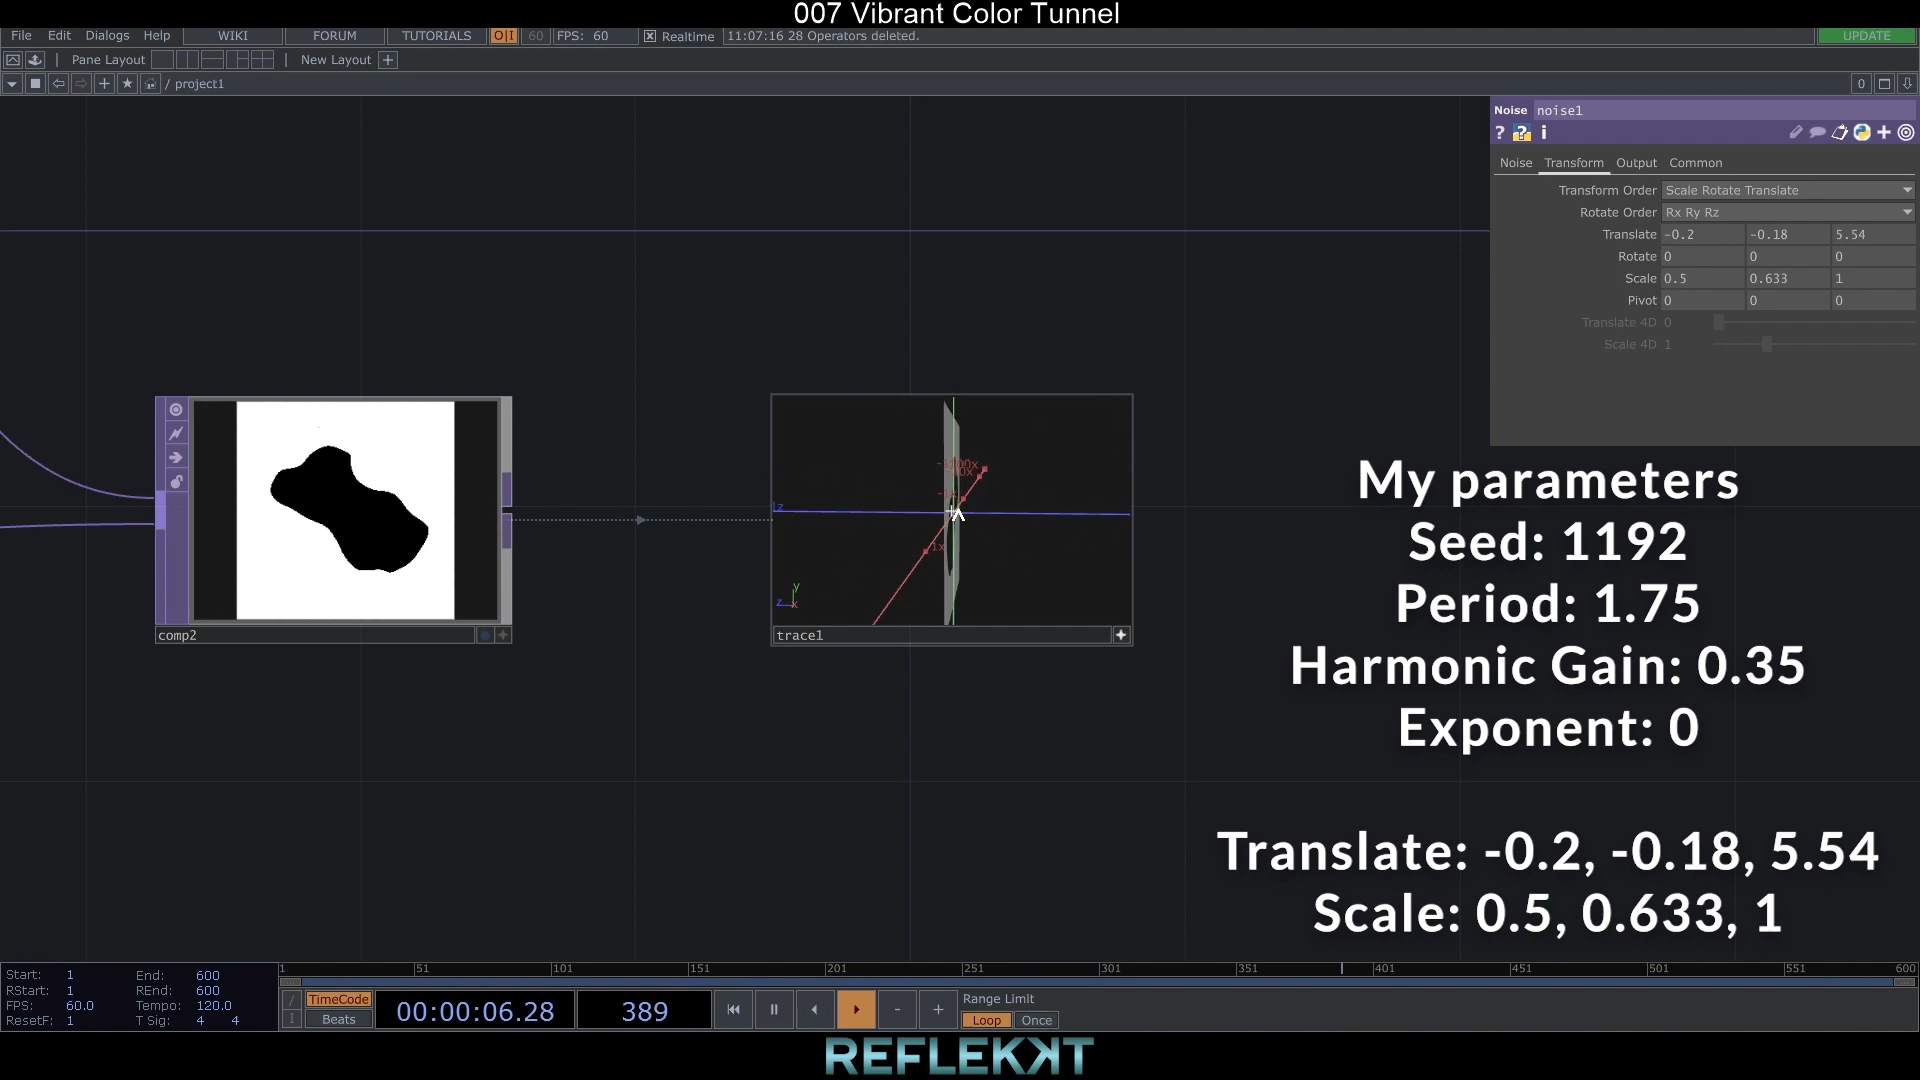 007 Vibrant Color Tunnel
File Edit Dialogs Help WIKI FORUM TUTORIALS O|I 60 FPS: 60 Realtime 11:07:16 28 Operators deleted. UPDATE
Pane Layout New Layout +
/ project1 0
Noise noise1
? ? i
Noise Transform Output Common
Transform Order Scale Rotate Translate
Rotate Order Rx Ry Rz
Translate -0.2 -0.18 5.54
Rotate 0 0 0
Scale 0.5 0.633 1
Pivot 0 0 0
Translate 4D 0
Scale 4D 1
comp2
1x
y
z x
trace1
My parameters
Seed: 1192
Period: 1.75
Harmonic Gain: 0.35
Exponent: 0
Translate: -0.2, -0.18, 5.54
Scale: 0.5, 0.633, 1
1 51 101 151 201 251 301 351 401 451 501 551 600
Start: 1 End: 600
RStart: 1 REnd: 600
FPS: 60.0 Tempo: 120.0
ResetF: 1 T Sig: 4 4
TimeCode
Beats
00:00:06.28
389
- +
Range Limit
Loop Once
REFLEKKT